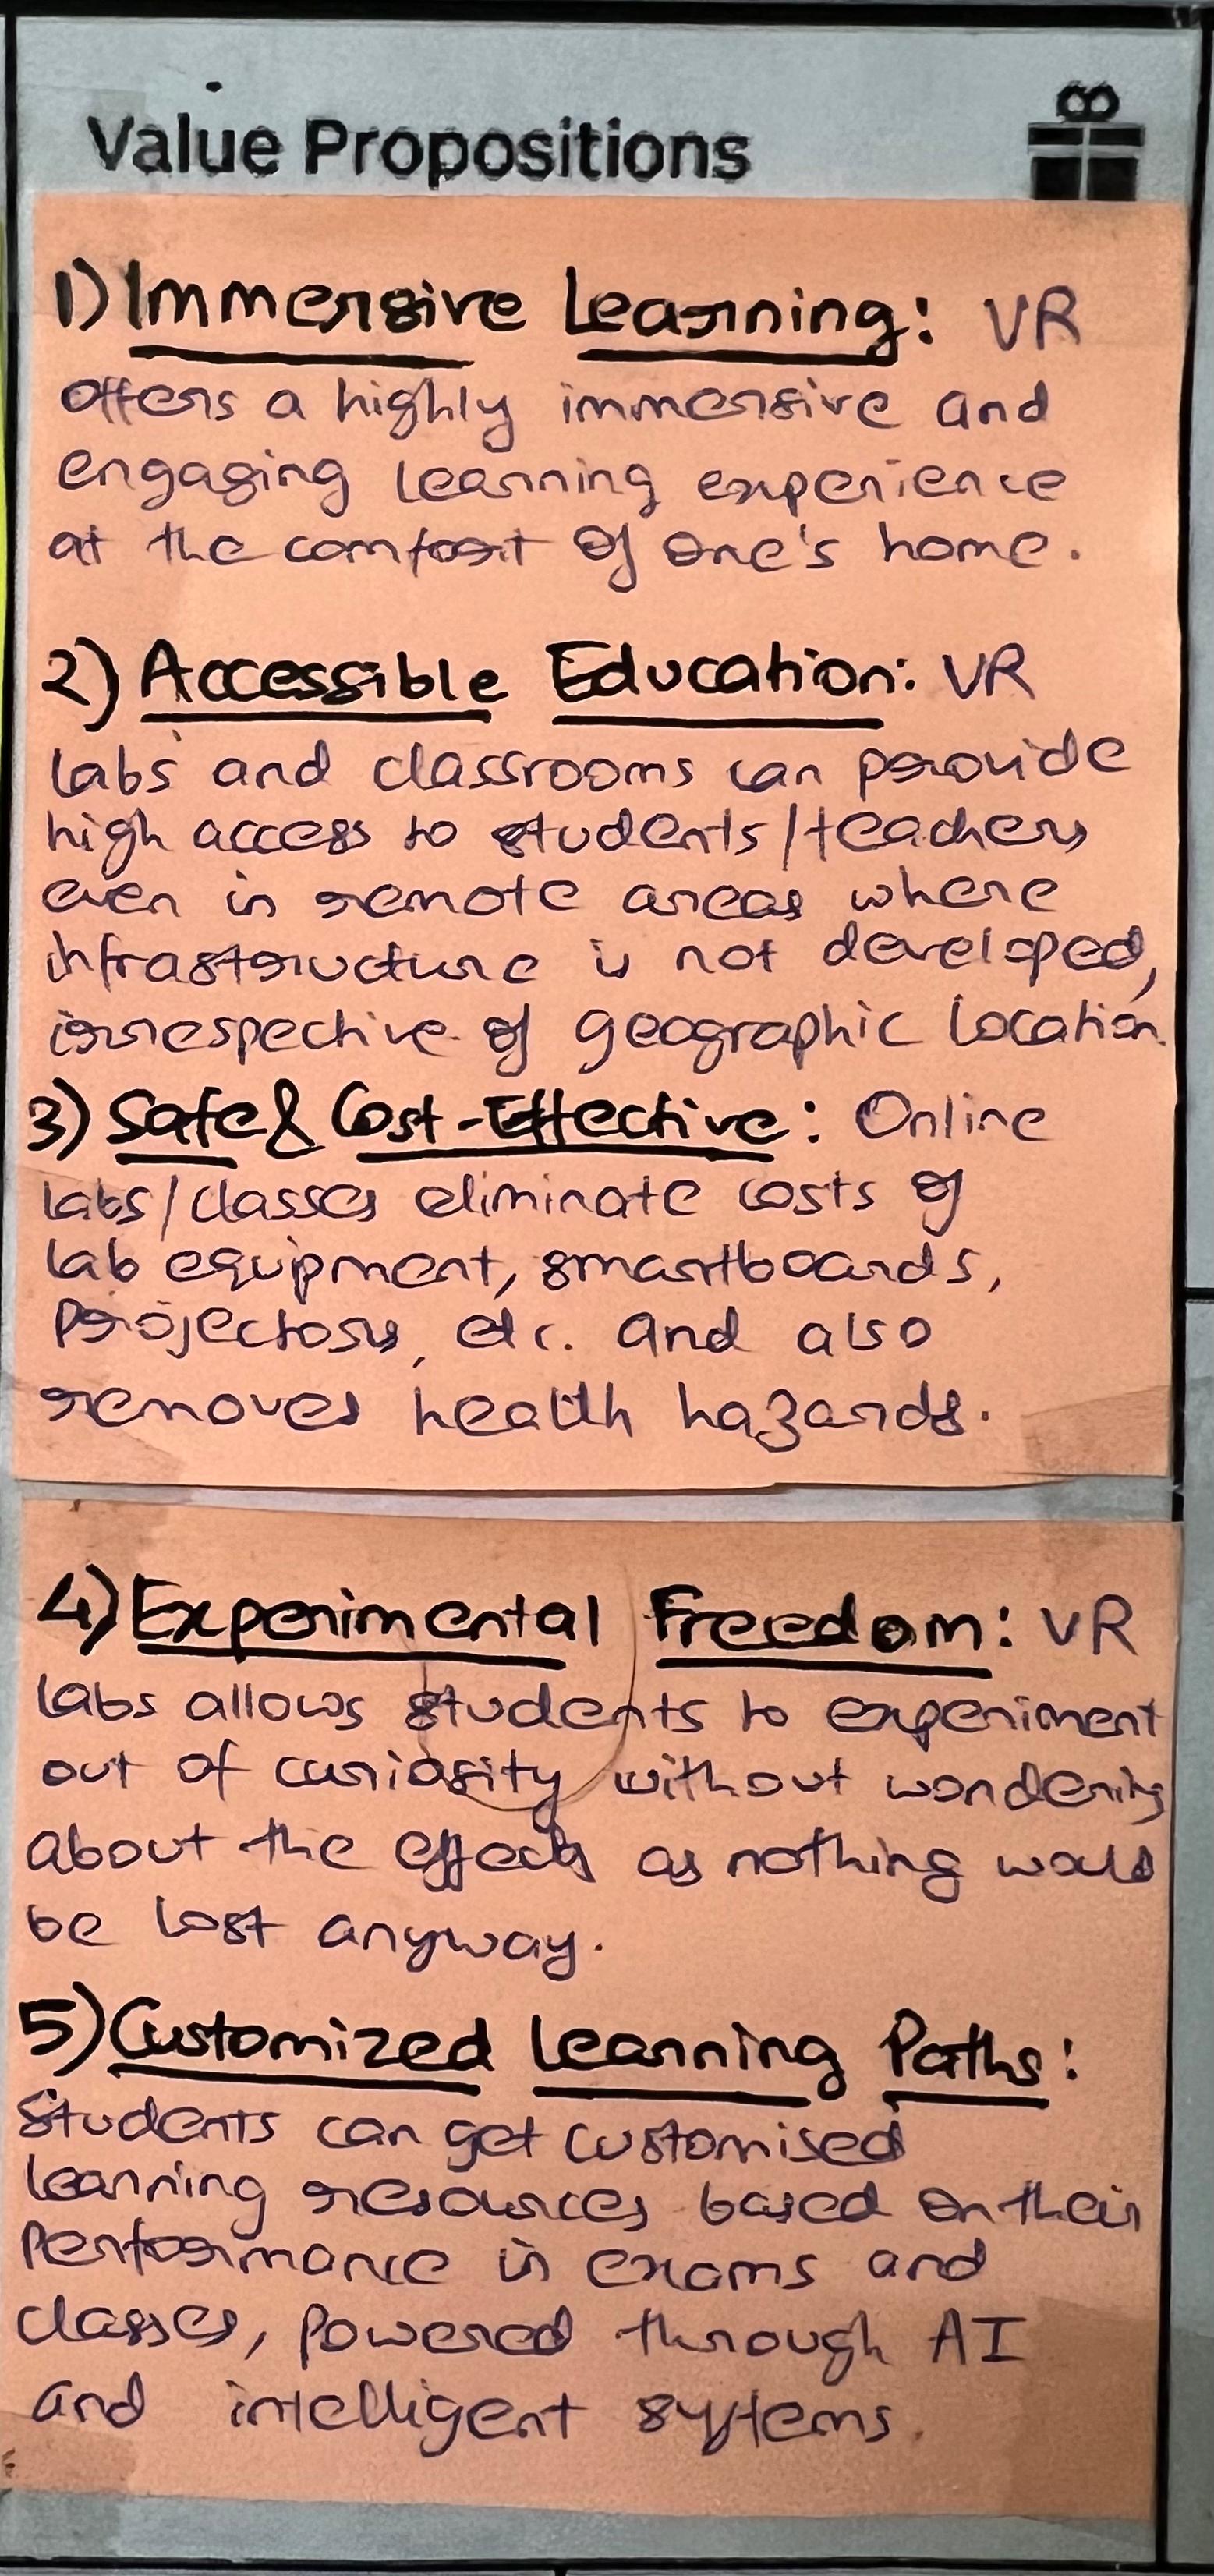 Value Propositions
1) Immersive Learning: VR
offers a highly immersive and
engaging learning experience
at the comfort of one's home.
2) Accessible Education: VR
labs and classrooms can provide
high access to students/teachers
even in remote areas where
infrastructure is not developed,
irrespective of geographic location.
3) Safe & Cost-Effective: Online
labs/classes eliminate costs of
lab equipment, smartboards,
projectors, etc. and also
removes health hazards.
4) Experimental Freedom: VR
labs allows students to experiment
out of curiosity without wondering
about the effects as nothing would
be lost anyway.
5) Customized Learning Paths:
Students can get customised
learning resources based on their
performance in exams and
classes, powered through AI
and intelligent systems.